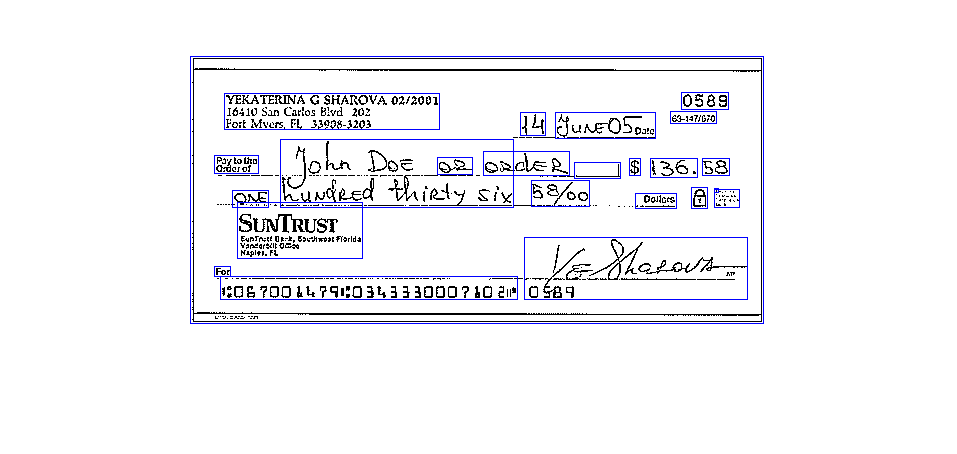 YEKATERINA G SHAROVA 02/2001
16410 San Carlos Blvd 202
Fort Myers, FL 33908-3203
0589
63-147/670
14 JUNE 05 Date
Pay to the Order of John DOE OR ORDER $ 136.58
ONE hundred thirty six 58/00 Dollars
SUNTRUST
SunTrust Bank, Southwest Florida
Vanderbilt Office
Naples, FL
For
V/E Sharova
MP
⑆067001479⑆0343330007102⑈ 0589